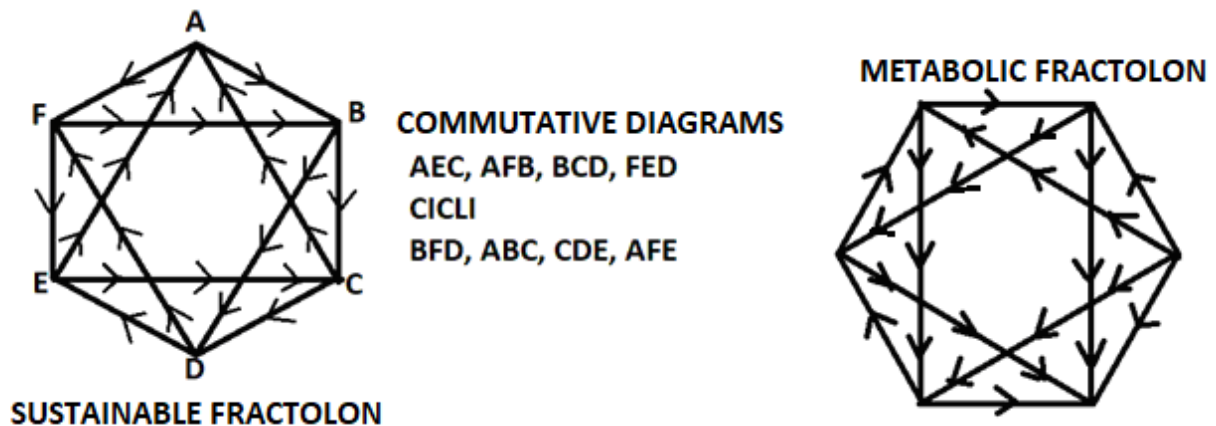 A
F
B
E
C
D
SUSTAINABLE FRACTOLON
COMMUTATIVE DIAGRAMS
AEC, AFB, BCD, FED
CICLI
BFD, ABC, CDE, AFE
METABOLIC FRACTOLON